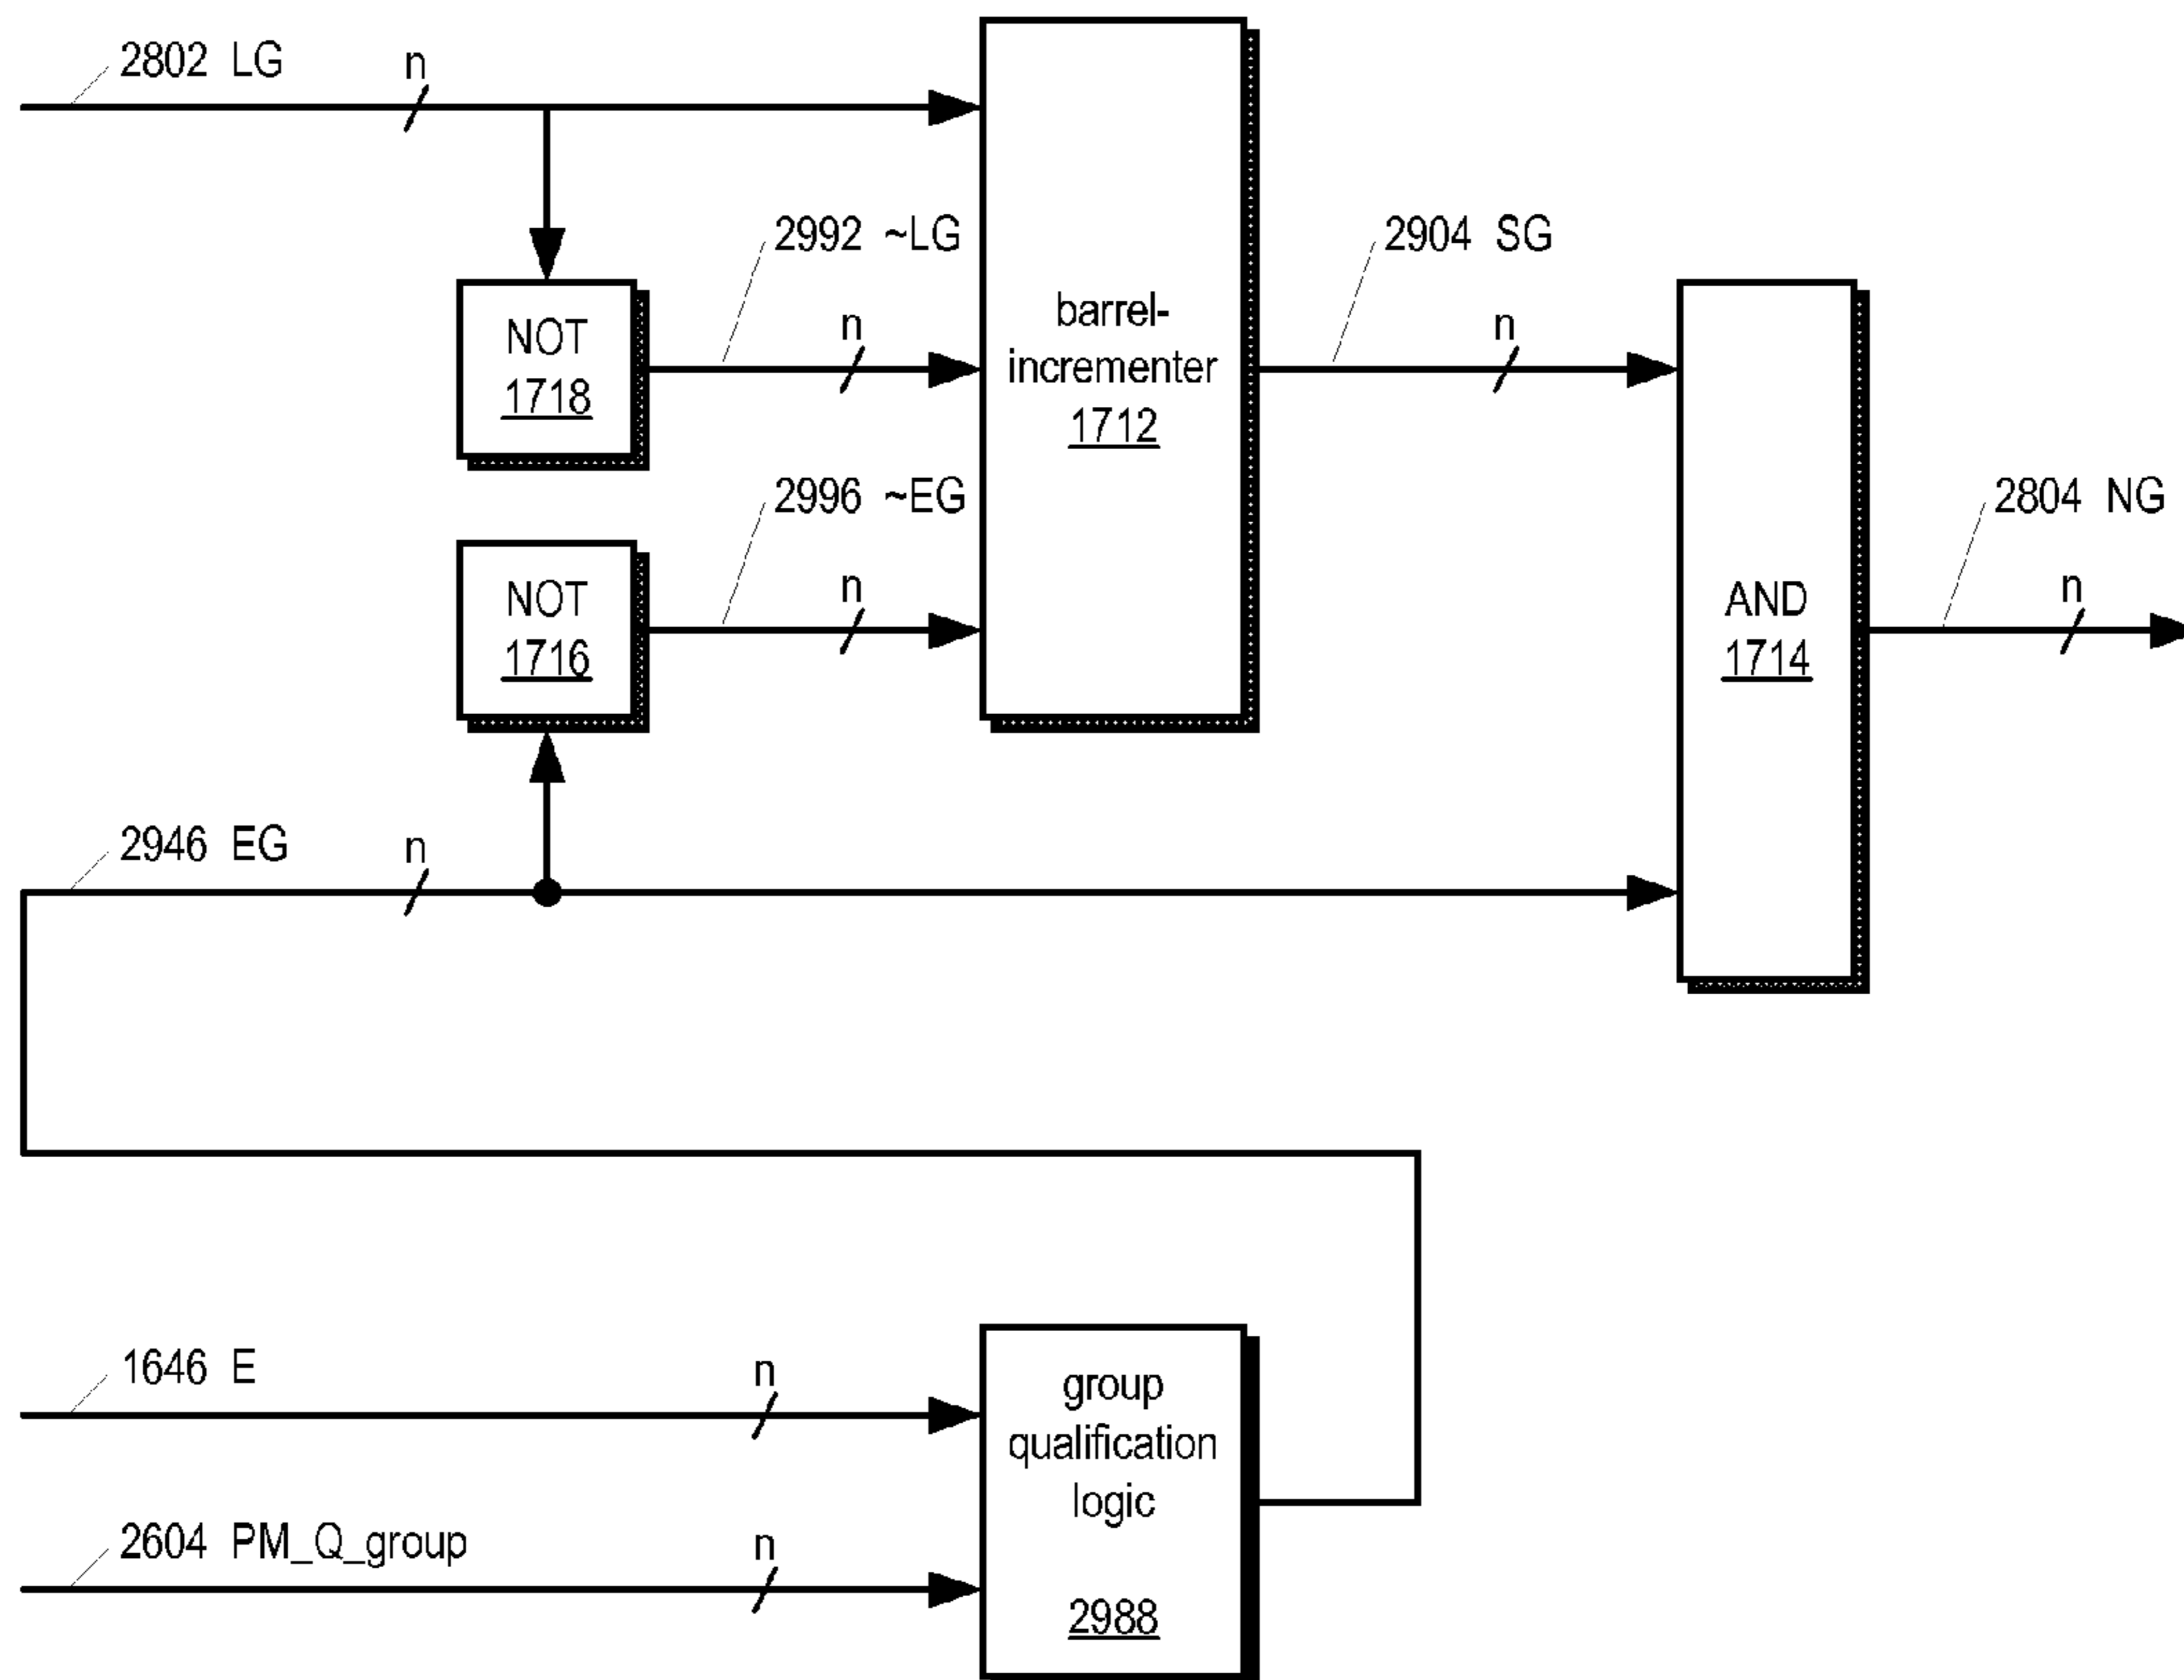 2802 LG
n
2992 ~LG
2904 SG
NOT
1718
n
barrel-
incrementer
1712
n
2996 ~EG
2804 NG
NOT
1716
n
AND
1714
n
2946 EG
n
1646 E
n
group
qualification
logic
2988
2604 PM_Q_group
n